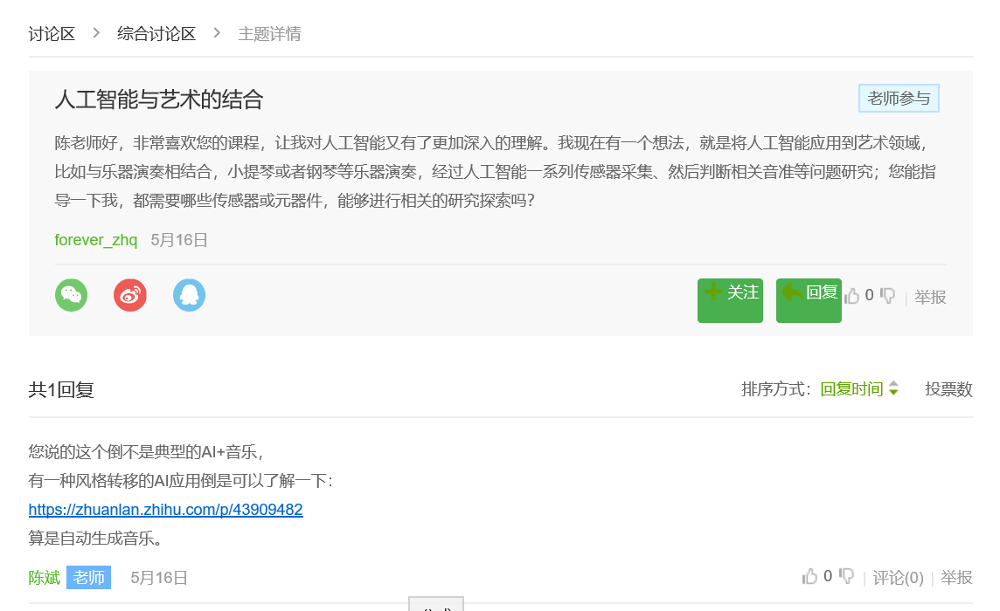 讨论区 > 综合讨论区 > 主题详情
人工智能与艺术的结合
老师参与
陈老师好，非常喜欢您的课程，让我对人工智能又有了更加深入的理解。我现在有一个想法，就是将人工智能应用到艺术领域，
比如与乐器演奏相结合，小提琴或者钢琴等乐器演奏，经过人工智能一系列传感器采集、然后判断相关音准等问题研究；您能指
导一下我，都需要哪些传感器或元器件，能够进行相关的研究探索吗？
forever_zhq 5月16日
关注 回复 0 | 举报
共1回复
排序方式： 回复时间 投票数
您说的这个倒不是典型的AI+音乐，
有一种风格转移的AI应用倒是可以了解一下：
https://zhuanlan.zhihu.com/p/43909482
算是自动生成音乐。
陈斌 老师 5月16日
0 | 评论(0) | 举报